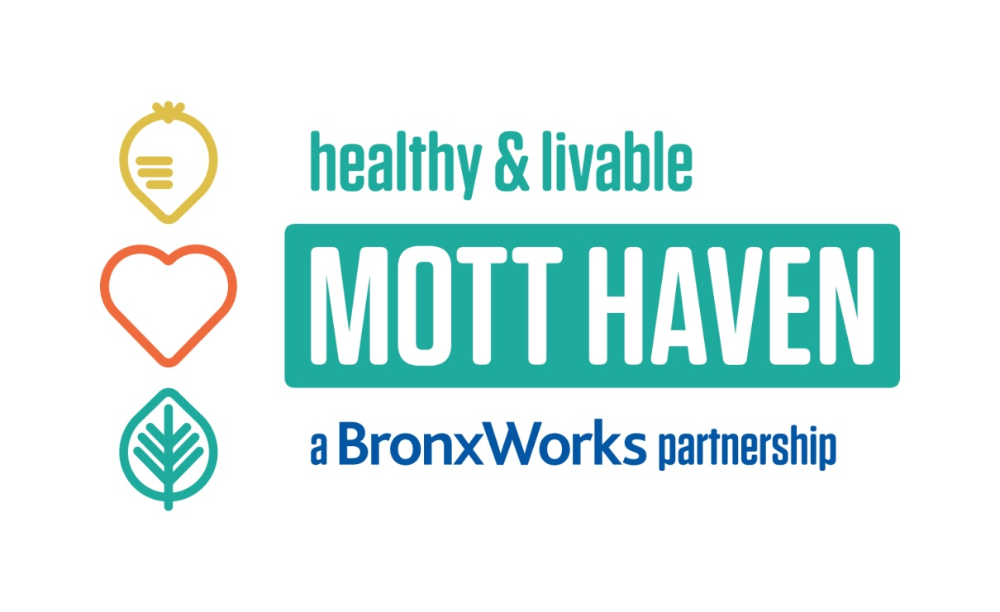 healthy & livable
MOTT HAVEN
a BronxWorks partnership